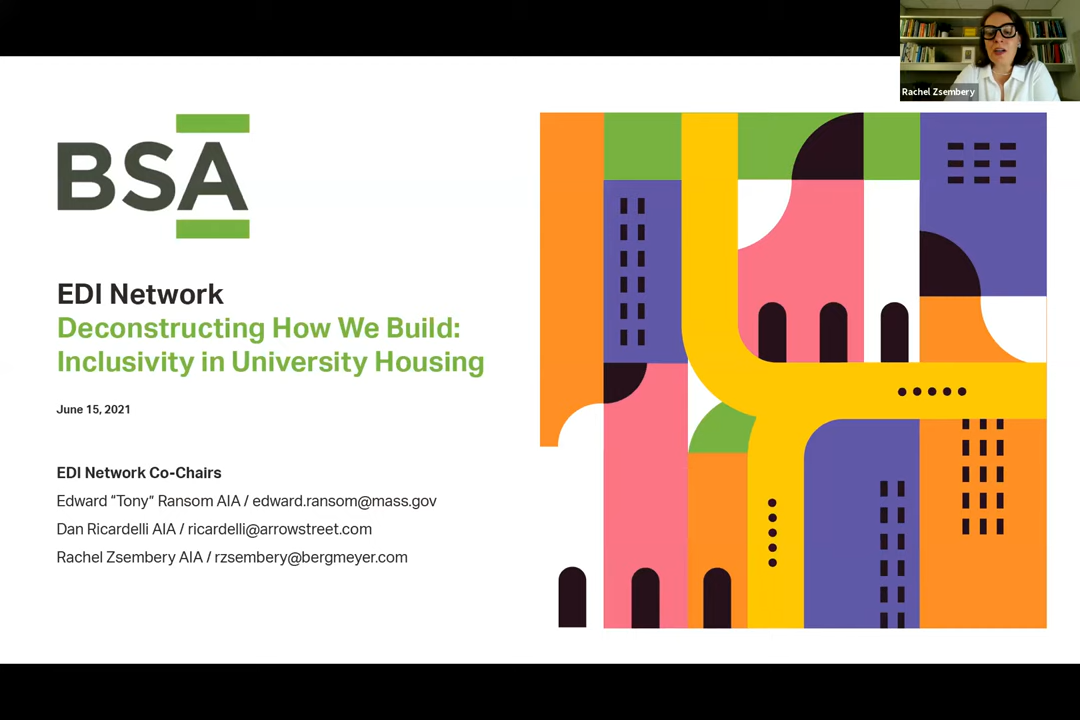 Rachel Zsembery
BSA
EDI Network
Deconstructing How We Build:
Inclusivity in University Housing
June 15, 2021
EDI Network Co-Chairs
Edward "Tony" Ransom AIA / edward.ransom@mass.gov
Dan Ricardelli AIA / ricardelli@arrowstreet.com
Rachel Zsembery AIA / rzsembery@bergmeyer.com